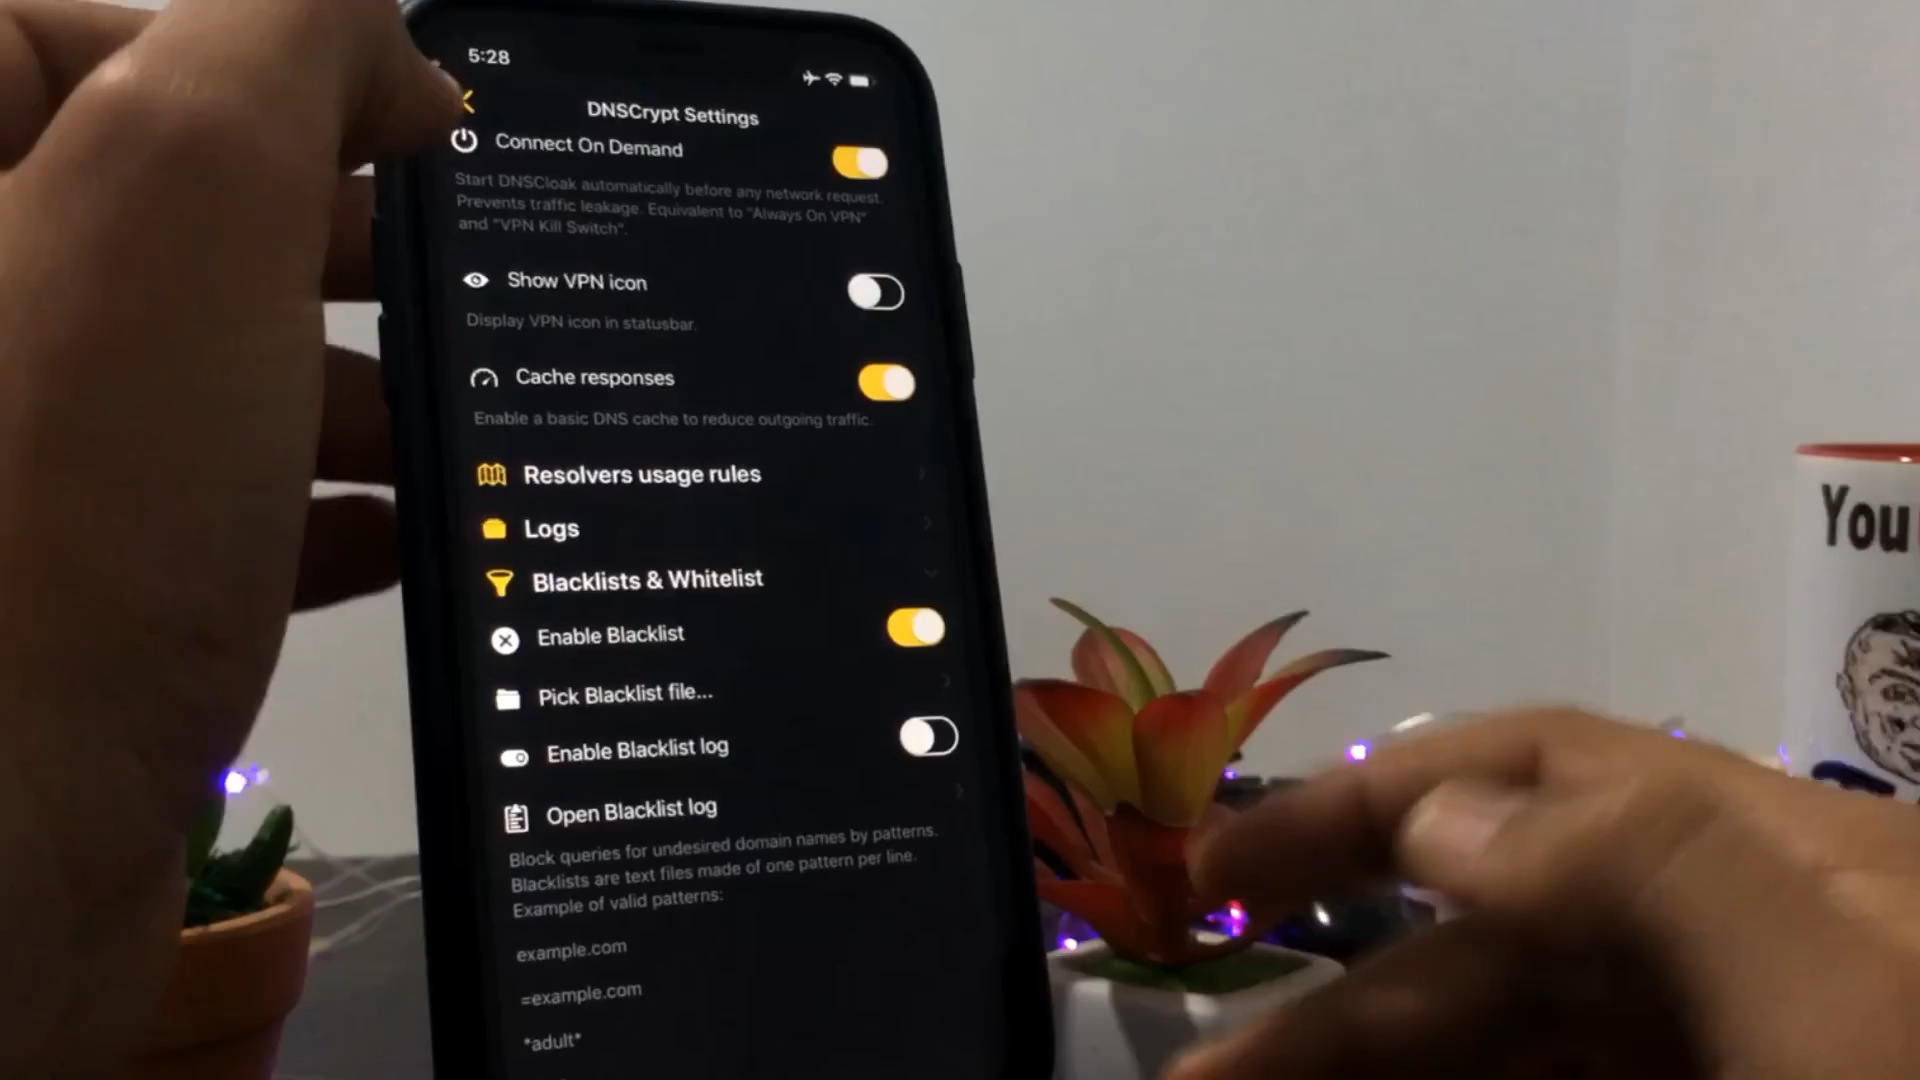 5:28
DNSCrypt Settings
Connect On Demand
Start DNSCloak automatically before any network request.
Prevents traffic leakage. Equivalent to "Always On VPN"
and "VPN Kill Switch".
Show VPN icon
Display VPN icon in statusbar.
Cache responses
Enable a basic DNS cache to reduce outgoing traffic.
Resolvers usage rules
Logs
Blacklists & Whitelist
Enable Blacklist
Pick Blacklist file...
Enable Blacklist log
Open Blacklist log
Block queries for undesired domain names by patterns.
Blacklists are text files made of one pattern per line.
Example of valid patterns:
example.com
=example.com
*adult*
You